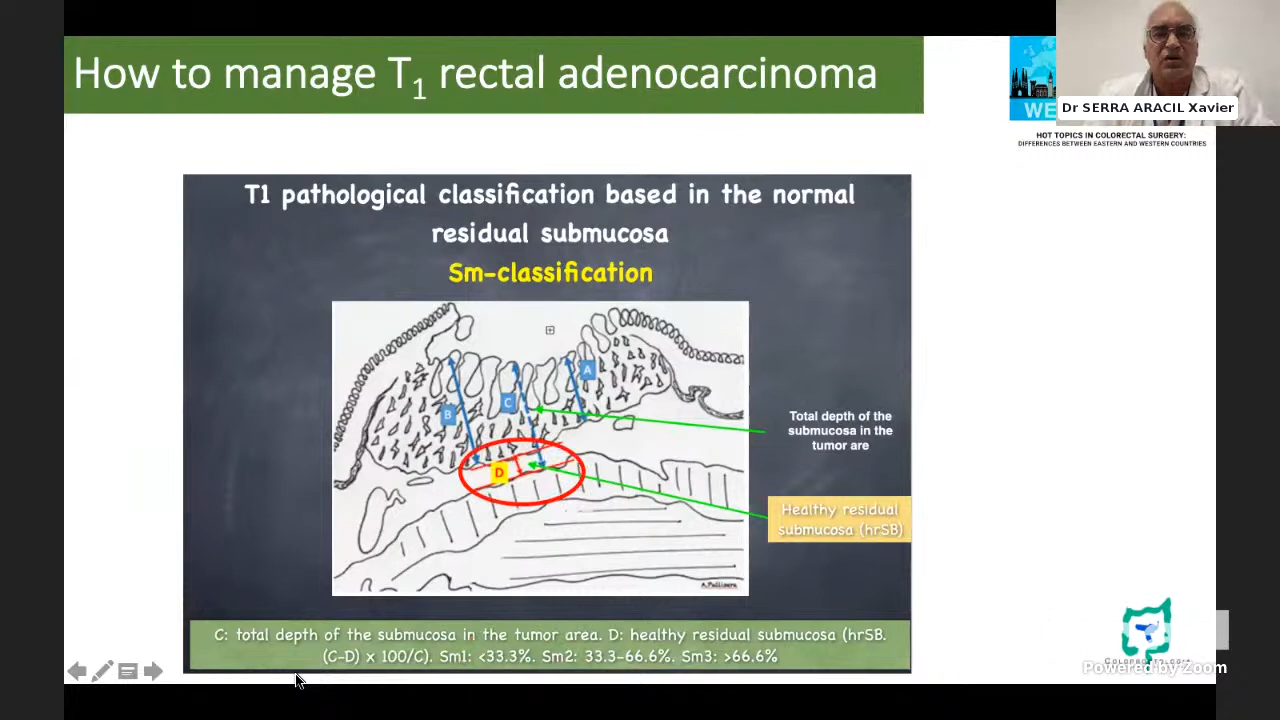 How to manage T1 rectal adenocarcinoma
WE
Dr SERRA ARACIL Xavier
HOT TOPICS IN COLORECTAL SURGERY:
DIFFERENCES BETWEEN EASTERN AND WESTERN COUNTRIES
T1 pathological classification based in the normal
residual submucosa
Sm-classification
A
B
C
D
Total depth of the
submucosa in the
tumor are
Healthy residual
submucosa (hrSB)
A.Pallisera
C: total depth of the submucosa in the tumor area. D: healthy residual submucosa (hrSB.
(C-D) x 100/C). Sm1: <33.3%. Sm2: 33.3-66.6%. Sm3: >66.6%
Powered by Zoom